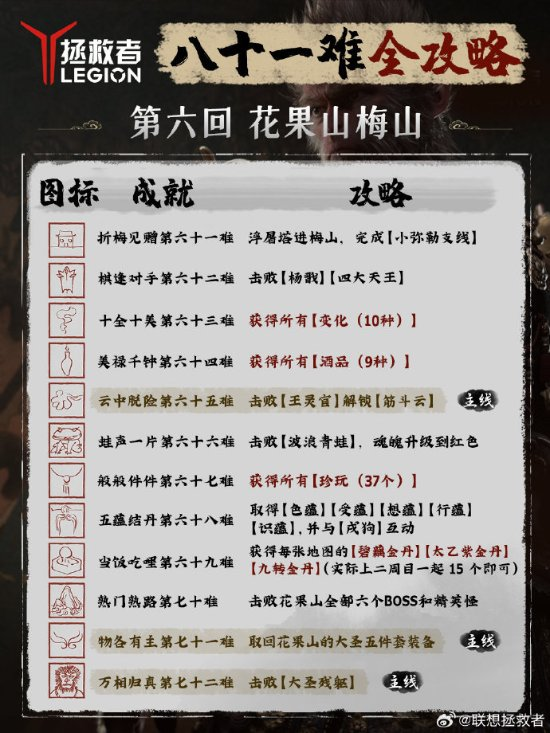 拯救者
LEGION
八十一难全攻略
第六回 花果山梅山
图标 成就 攻略
折梅见赠第六十一难 浮屠塔进梅山，完成【小弥勒支线】
棋逢对手第六十二难 击败【杨戬】【四大天王】
十全十美第六十三难 获得所有【变化（10种）】
美禄千钟第六十四难 获得所有【酒品（9种）】
云中脱险第六十五难 击败【王灵官】解锁【筋斗云】 主线
蛙声一片第六十六难 击败【波浪青蛙】，魂魄升级到红色
般般件件第六十七难 获得所有【珍玩（37个）】
五蕴结丹第六十八难 取得【色蕴】【受蕴】【想蕴】【行蕴】
【识蕴】，并与【戌狗】互动
当饭吃哩第六十九难 获得每张地图的【碧藕金丹】【太乙紫金丹】
【九转金丹】（实际上二周目一起 15 个即可）
熟门熟路第七十难 击败花果山全部六个BOSS和精英怪
物各有主第七十一难 取回花果山的大圣五件套装备 主线
万相归真第七十二难 击败【大圣残躯】 主线
@联想拯救者